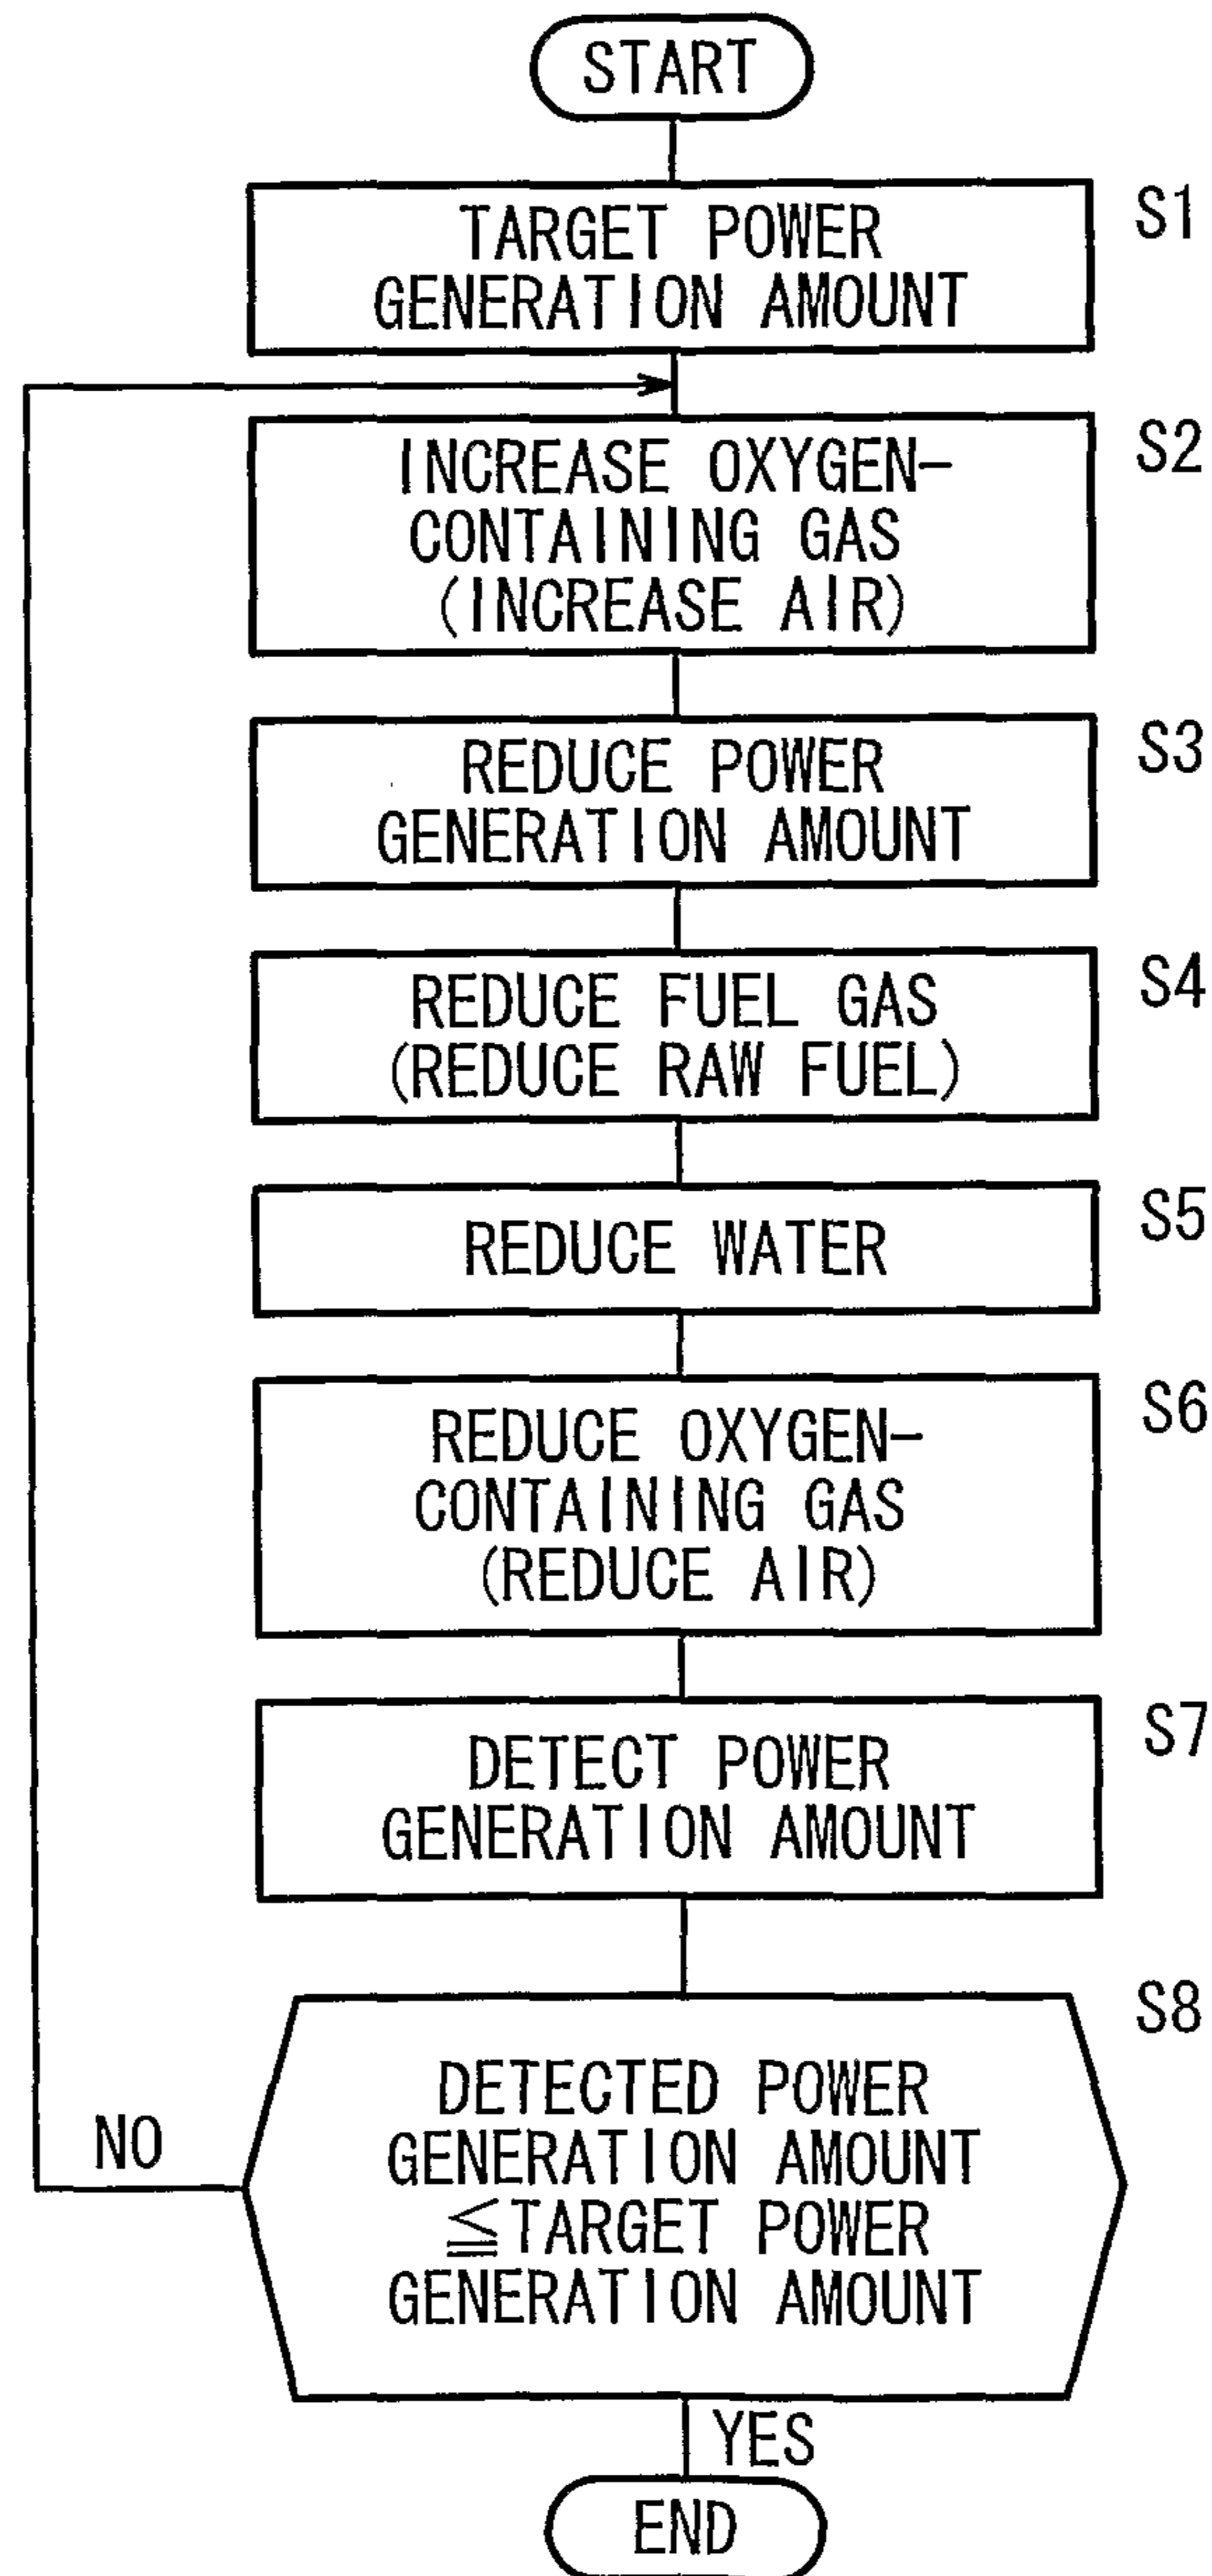 START
TARGET POWER
GENERATION AMOUNT
S1
INCREASE OXYGEN-
CONTAINING GAS
(INCREASE AIR)
S2
REDUCE POWER
GENERATION AMOUNT
S3
REDUCE FUEL GAS
(REDUCE RAW FUEL)
S4
REDUCE WATER
S5
REDUCE OXYGEN-
CONTAINING GAS
(REDUCE AIR)
S6
DETECT POWER
GENERATION AMOUNT
S7
DETECTED POWER
GENERATION AMOUNT
≦TARGET POWER
GENERATION AMOUNT
S8
NO
YES
END